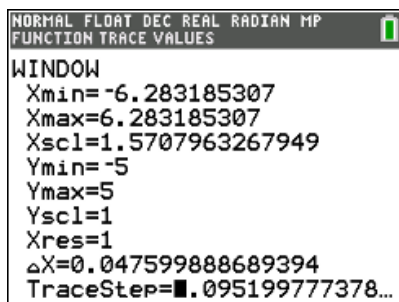 NORMAL FLOAT DEC REAL RADIAN MP
FUNCTION TRACE VALUES
WINDOW
Xmin=-6.283185307
Xmax=6.283185307
Xscl=1.5707963267949
Ymin=-5
Ymax=5
Yscl=1
Xres=1
△X=0.047599888689394
TraceStep=█.095199777378…